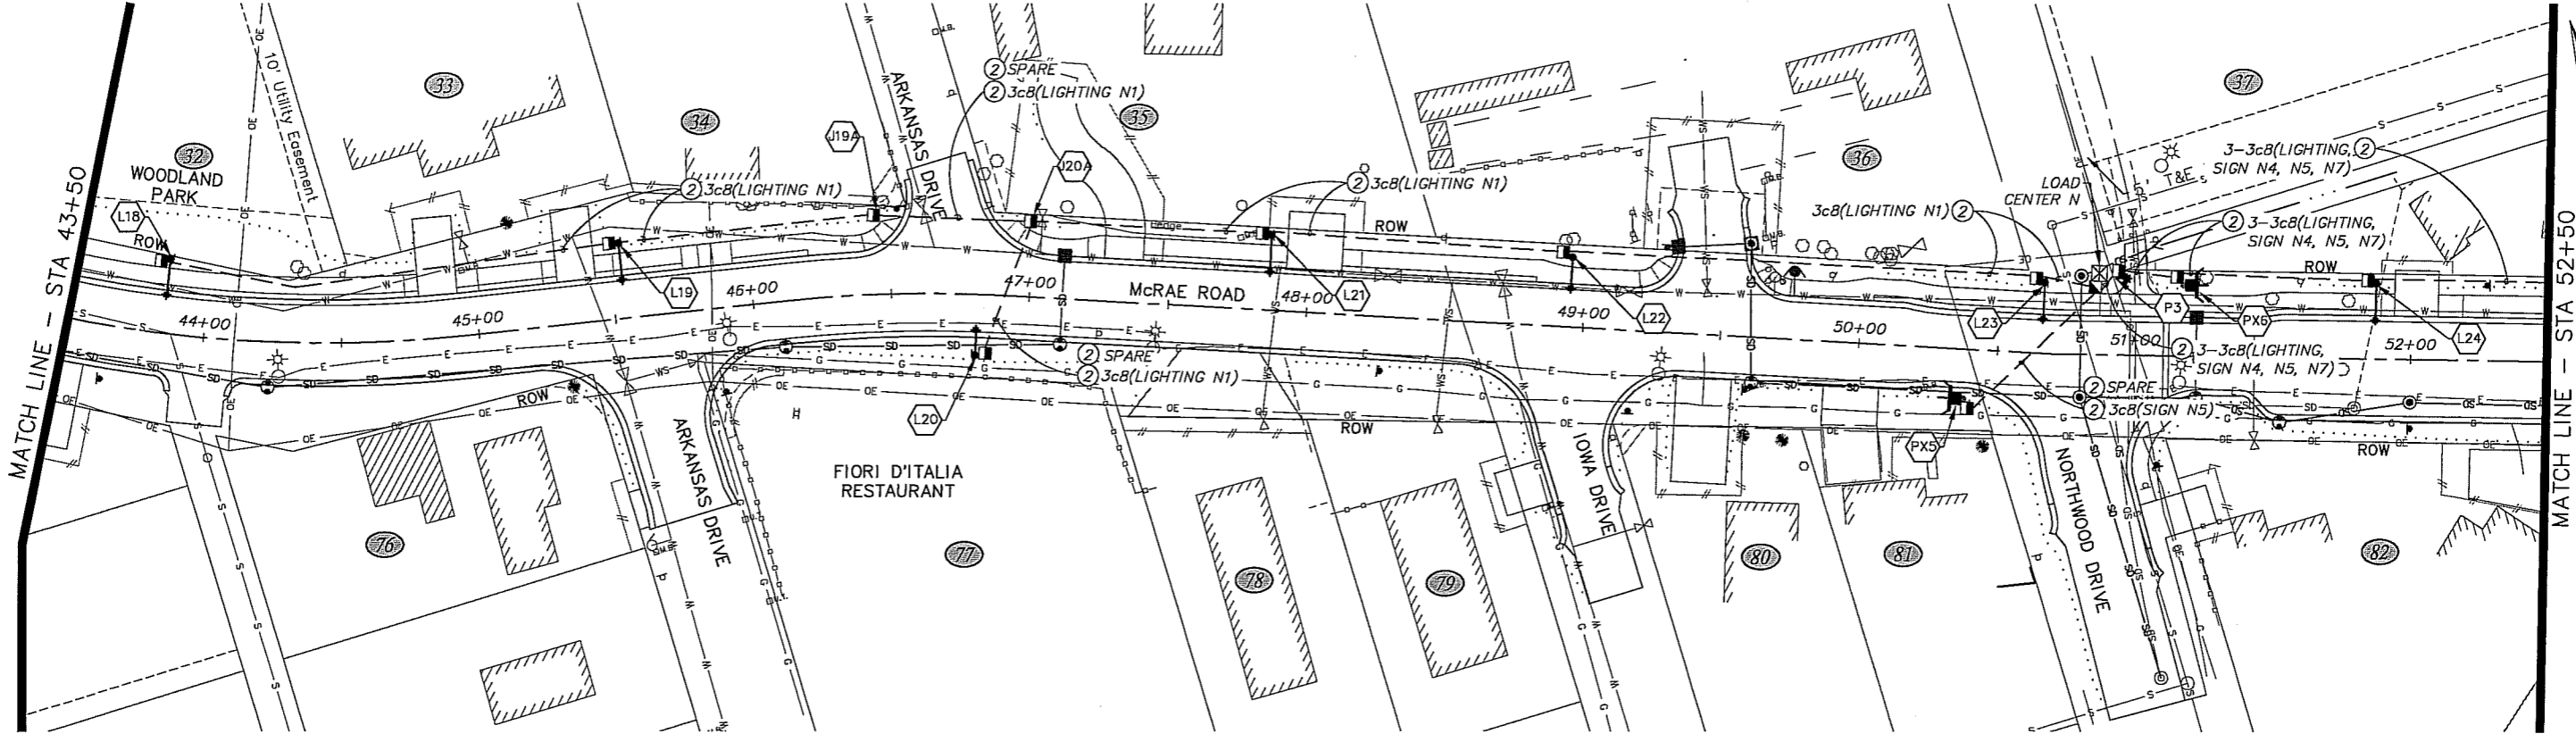 MATCH LINE - STA 43+50
32
WOODLAND
PARK
L18
ROW
10' Utility Easement
33
34
2 3c8(LIGHTING N1)
J19A
ARKANSAS DRIVE
2 SPARE
2 3c8(LIGHTING N1)
35
J20A
2 3c8(LIGHTING N1)
ROW
36
3c8(LIGHTING N1) 2
LOAD
CENTER N
37
T&E
3-3c8(LIGHTING, 2
SIGN N4, N5, N7)
2 3-3c8(LIGHTING,
SIGN N4, N5, N7)
ROW
MATCH LINE - STA 52+50
L19
L21
L22
L23
P3
PX6
L24
44+00
45+00
46+00
47+00
McRAE ROAD
48+00
49+00
50+00
51+00
52+00
2 3-3c8(LIGHTING,
SIGN N4, N5, N7)
2 SPARE
2 3c8(SIGN N5)
2 SPARE
2 3c8(LIGHTING N1)
L20
ROW
ROW
PX5
ROW
ARKANSAS DRIVE
FIORI D'ITALIA
RESTAURANT
IOWA DRIVE
NORTHWOOD DRIVE
76
77
78
79
80
81
82